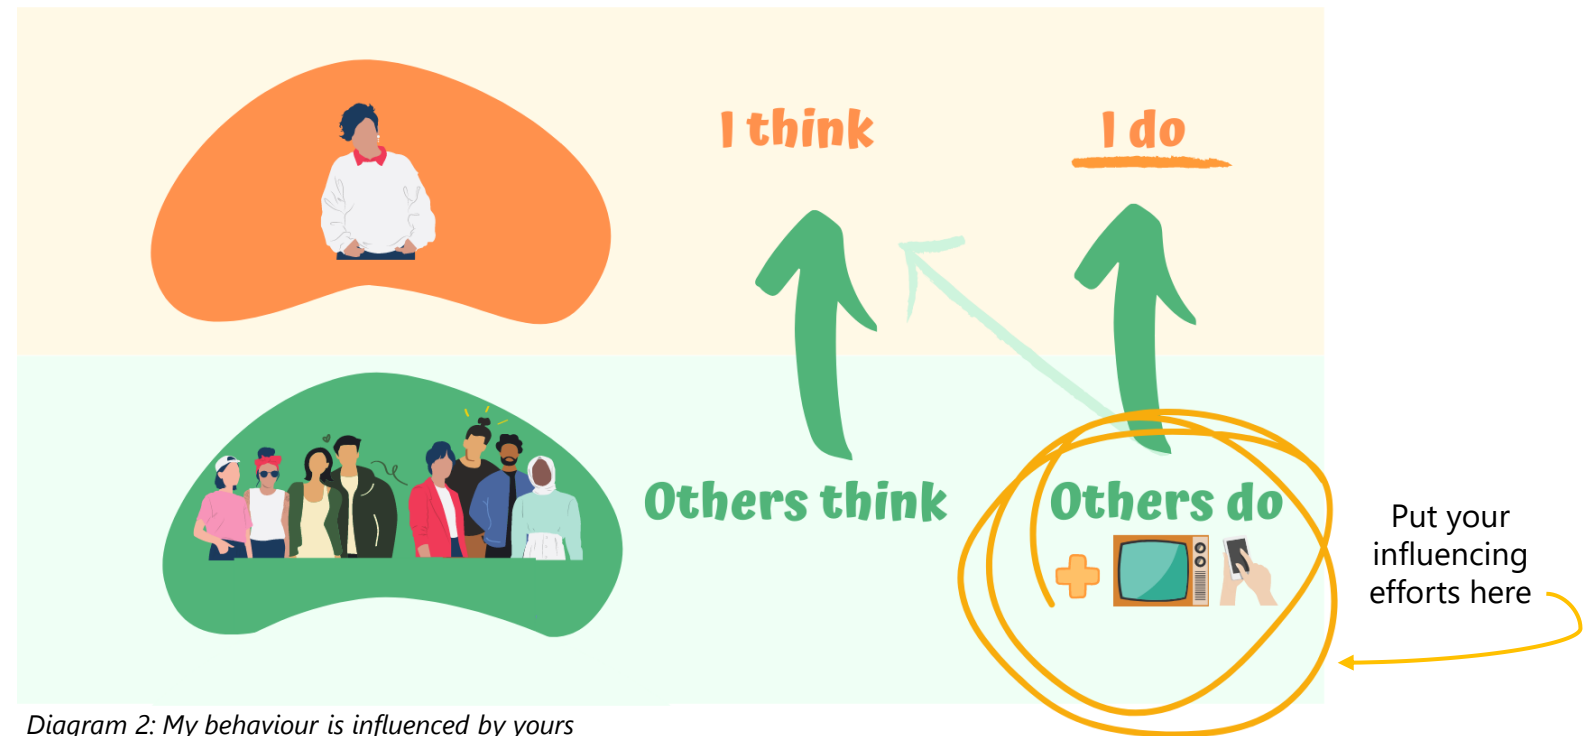 I think
I do
Others think
Others do
Put your
influencing
efforts here
Diagram 2: My behaviour is influenced by yours